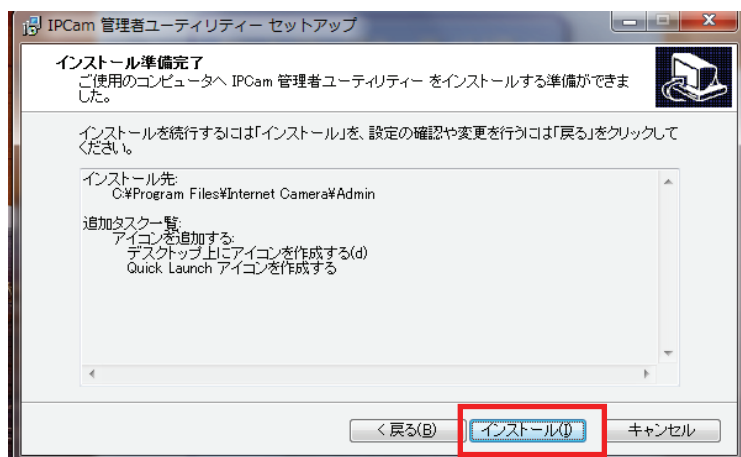 IPCam 管理者ユーティリティー セットアップ
インストール準備完了
ご使用のコンピュータへ IPCam 管理者ユーティリティー をインストールする準備ができま
した。
インストールを続行するには「インストール」を、設定の確認や変更を行うには「戻る」をクリックして
ください。
インストール先:
C:¥Program Files¥Internet Camera¥Admin
追加タスク一覧:
アイコンを追加する:
デスクトップ上にアイコンを作成する(d)
Quick Launch アイコンを作成する
< 戻る(B)
インストール(I)
キャンセル